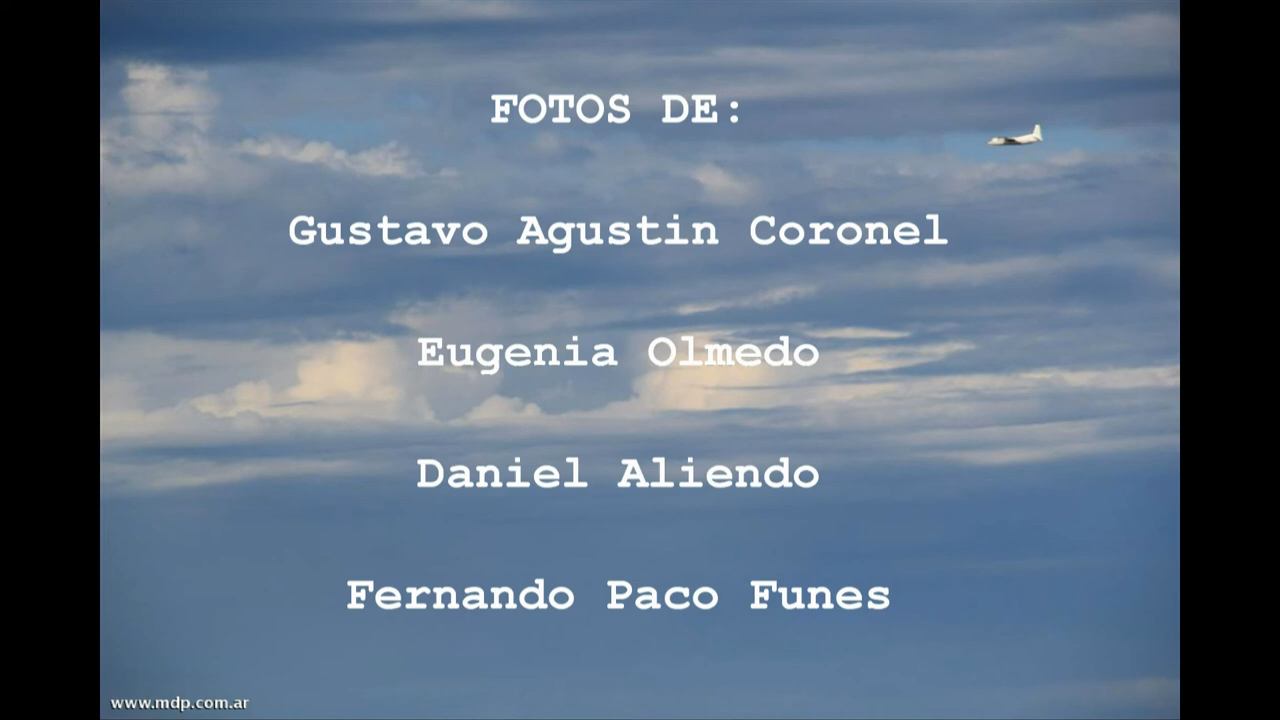 FOTOS DE:
Gustavo Agustin Coronel
Eugenia Olmedo
Daniel Aliendo
Fernando Paco Funes
www.mdp.com.ar